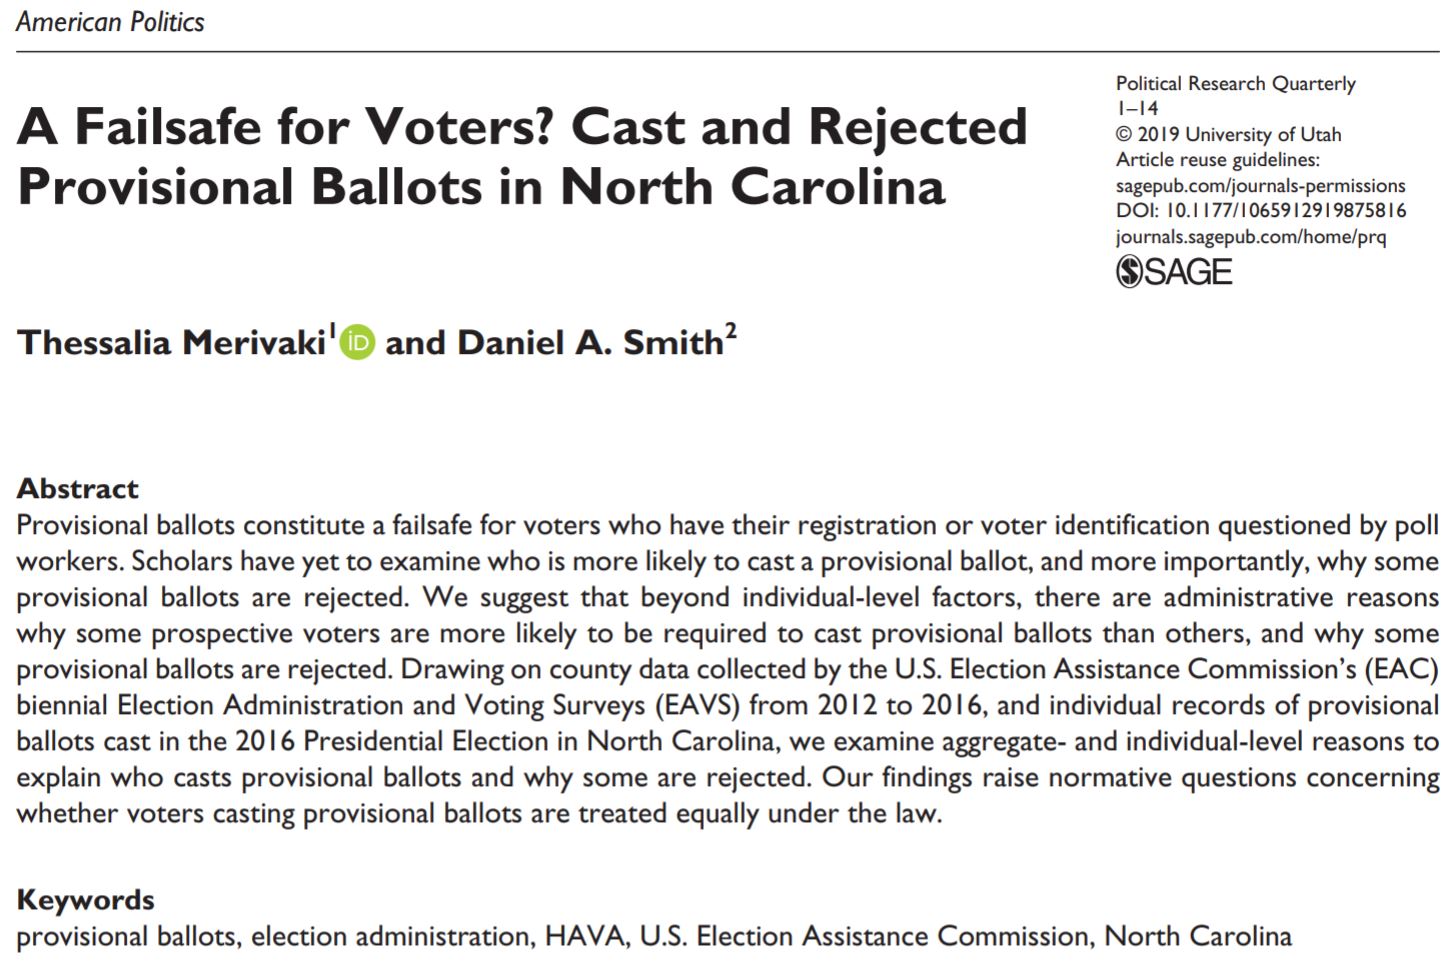 American Politics
Political Research Quarterly
1–14
© 2019 University of Utah
Article reuse guidelines:
sagepub.com/journals-permissions
DOI: 10.1177/1065912919875816
journals.sagepub.com/home/prq
SAGE
A Failsafe for Voters? Cast and Rejected
Provisional Ballots in North Carolina
Thessalia Merivaki1 iD and Daniel A. Smith2
Abstract
Provisional ballots constitute a failsafe for voters who have their registration or voter identification questioned by poll
workers. Scholars have yet to examine who is more likely to cast a provisional ballot, and more importantly, why some
provisional ballots are rejected. We suggest that beyond individual-level factors, there are administrative reasons
why some prospective voters are more likely to be required to cast provisional ballots than others, and why some
provisional ballots are rejected. Drawing on county data collected by the U.S. Election Assistance Commission’s (EAC)
biennial Election Administration and Voting Surveys (EAVS) from 2012 to 2016, and individual records of provisional
ballots cast in the 2016 Presidential Election in North Carolina, we examine aggregate- and individual-level reasons to
explain who casts provisional ballots and why some are rejected. Our findings raise normative questions concerning
whether voters casting provisional ballots are treated equally under the law.
Keywords
provisional ballots, election administration, HAVA, U.S. Election Assistance Commission, North Carolina